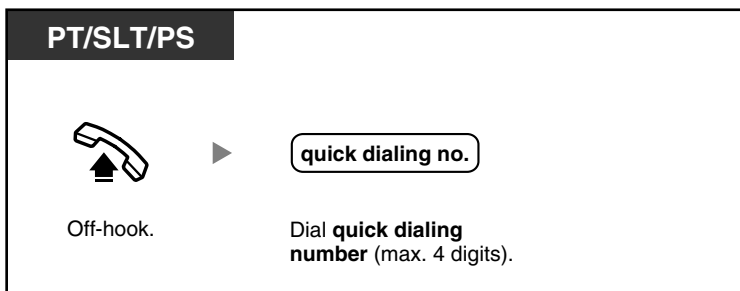 PT/SLT/PS
quick dialing no.
Off-hook.
Dial quick dialing
number (max. 4 digits).